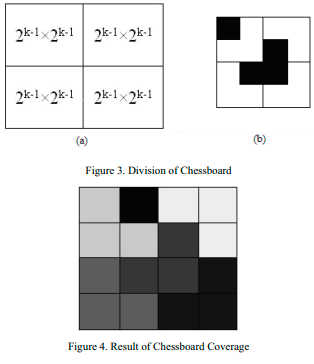 2^{k-1}×2^{k-1} 2^{k-1}×2^{k-1}
2^{k-1}×2^{k-1} 2^{k-1}×2^{k-1}
(a) (b)
Figure 3. Division of Chessboard
Figure 4. Result of Chessboard Coverage